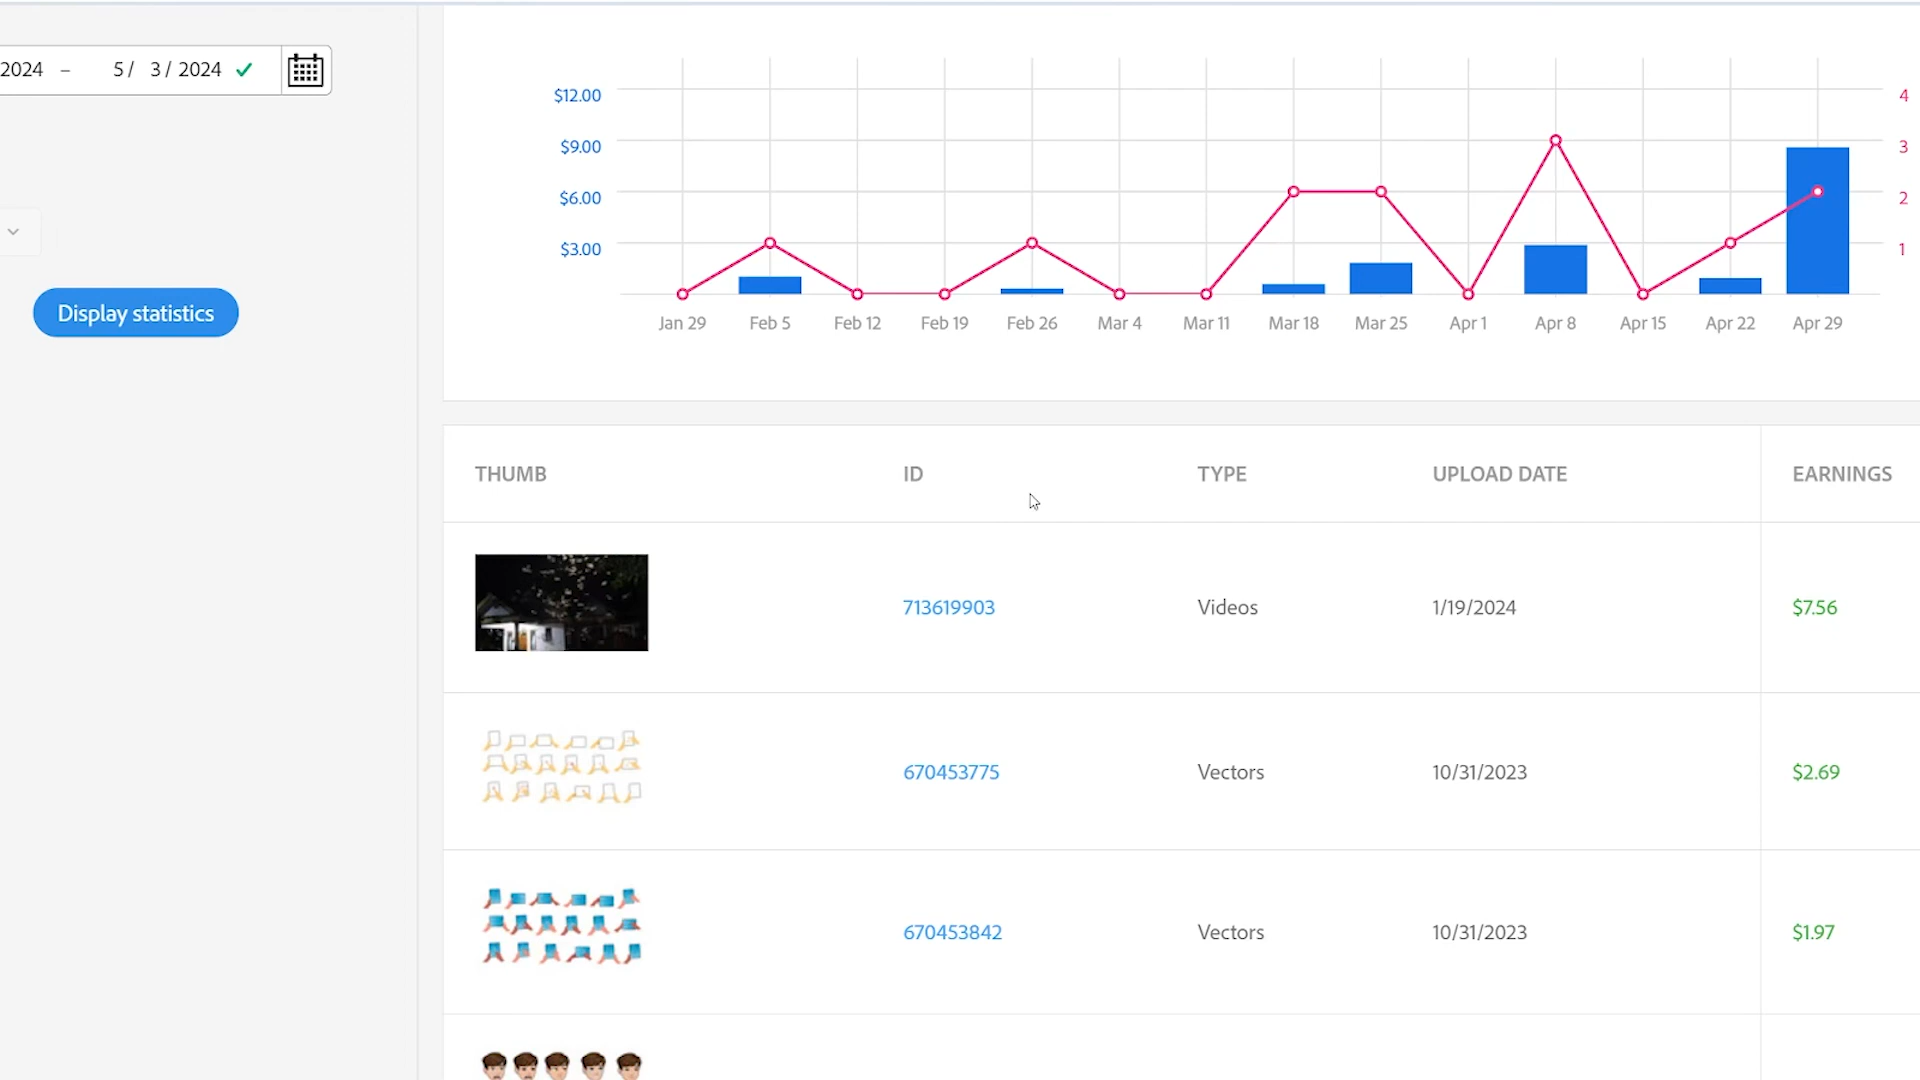 2024 – 5/ 3/ 2024
Display statistics
$12.00
$9.00
$6.00
$3.00
4
3
2
1
Jan 29 Feb 5 Feb 12 Feb 19 Feb 26 Mar 4 Mar 11 Mar 18 Mar 25 Apr 1 Apr 8 Apr 15 Apr 22 Apr 29
THUMB ID TYPE UPLOAD DATE EARNINGS
713619903 Videos 1/19/2024 $7.56
670453775 Vectors 10/31/2023 $2.69
670453842 Vectors 10/31/2023 $1.97